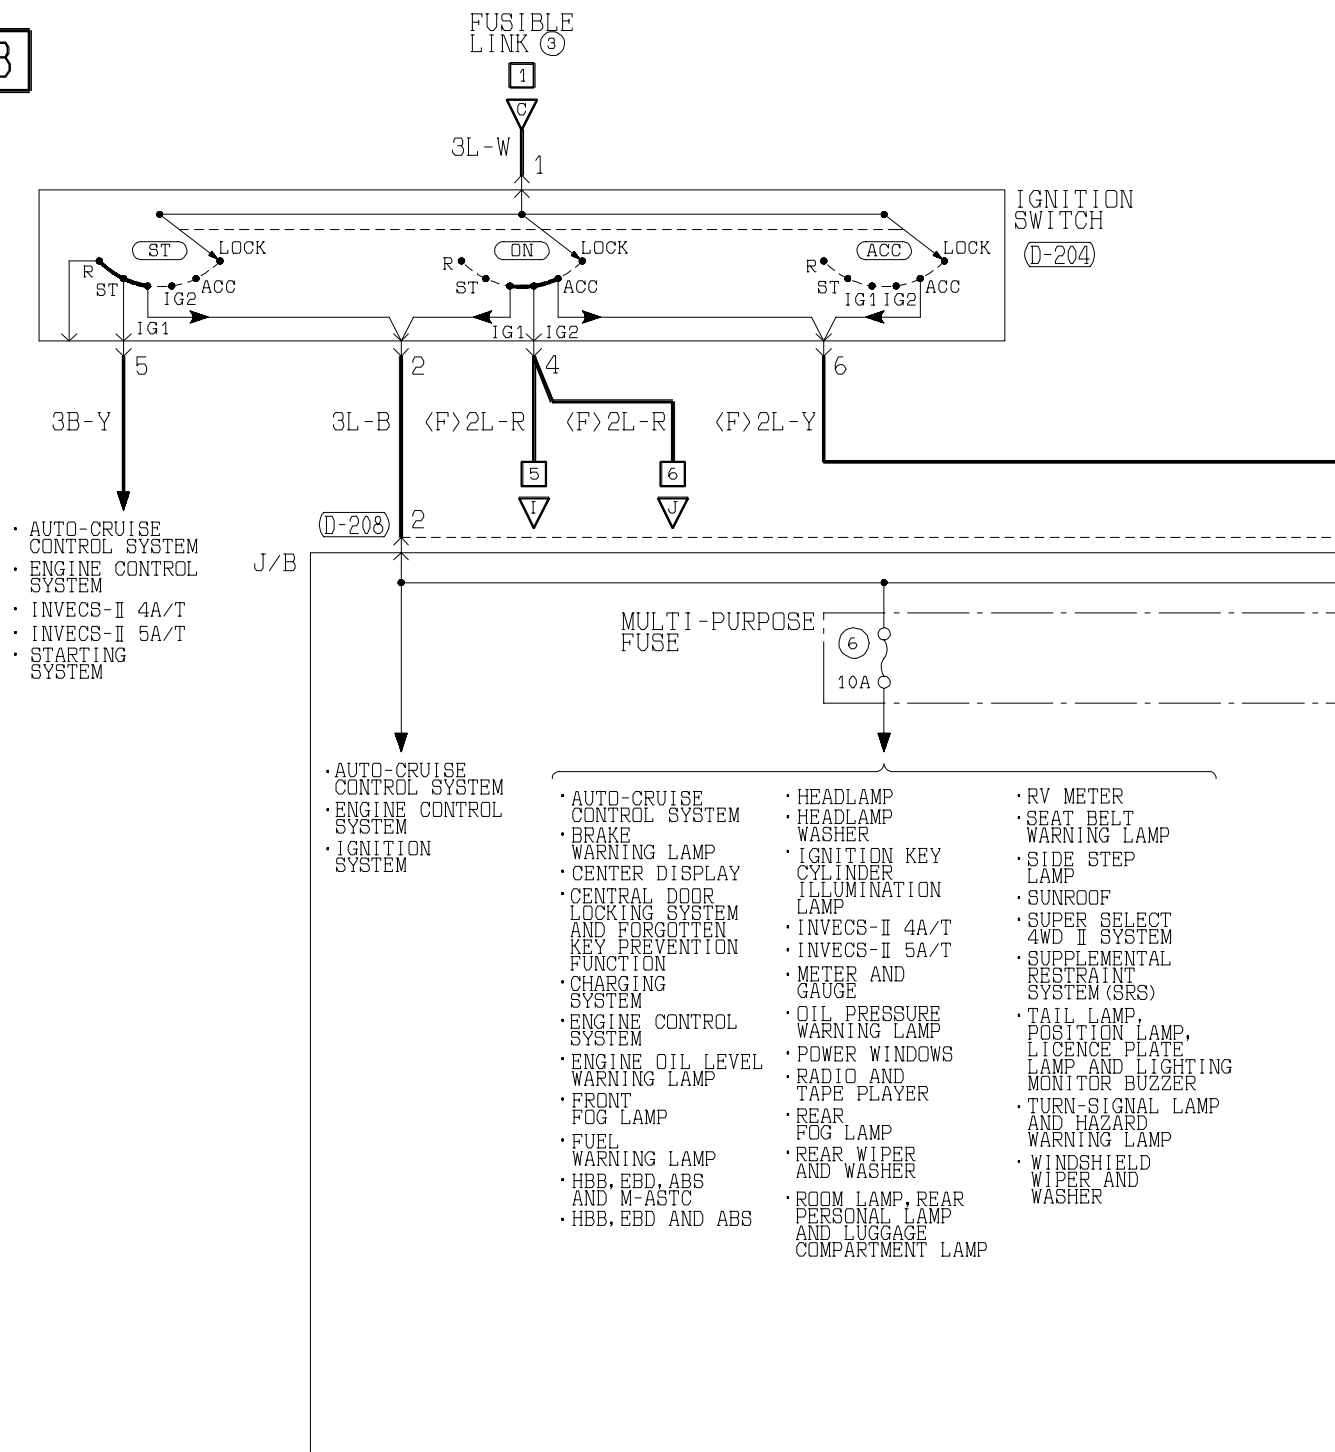 FUSIBLE
LINK ③
1
C
3L-W
1
IGNITION
SWITCH
D-204
ST
LOCK
R
ST
IG2
ACC
IG1
ON
LOCK
R
ST
ACC
IG1
IG2
ACC
LOCK
R
ST
IG1
IG2
ACC
5
2
4
6
3B-Y
3L-B
〈F〉2L-R
〈F〉2L-R
〈F〉2L-Y
5
6
I
J
D-208
2
J/B
· AUTO-CRUISE
CONTROL SYSTEM
· ENGINE CONTROL
SYSTEM
· INVECS-Ⅱ 4A/T
· INVECS-Ⅱ 5A/T
· STARTING
SYSTEM
MULTI-PURPOSE
FUSE
6
10A
·AUTO-CRUISE
CONTROL SYSTEM
·ENGINE CONTROL
SYSTEM
·IGNITION
SYSTEM
·AUTO-CRUISE
CONTROL SYSTEM
·BRAKE
WARNING LAMP
·CENTER DISPLAY
·CENTRAL DOOR
LOCKING SYSTEM
AND FORGOTTEN
KEY PREVENTION
FUNCTION
·CHARGING
SYSTEM
·ENGINE CONTROL
SYSTEM
·ENGINE OIL LEVEL
WARNING LAMP
·FRONT
FOG LAMP
·FUEL
WARNING LAMP
·HBB,EBD,ABS
AND M-ASTC
·HBB,EBD AND ABS
·HEADLAMP
·HEADLAMP
WASHER
·IGNITION KEY
CYLINDER
ILLUMINATION
LAMP
·INVECS-Ⅱ 4A/T
·INVECS-Ⅱ 5A/T
·METER AND
GAUGE
·OIL PRESSURE
WARNING LAMP
·POWER WINDOWS
·RADIO AND
TAPE PLAYER
·REAR
FOG LAMP
·REAR WIPER
AND WASHER
·ROOM LAMP,REAR
PERSONAL LAMP
AND LUGGAGE
COMPARTMENT LAMP
·RV METER
·SEAT BELT
WARNING LAMP
·SIDE STEP
LAMP
·SUNROOF
·SUPER SELECT
4WD Ⅱ SYSTEM
·SUPPLEMENTAL
RESTRAINT
SYSTEM(SRS)
·TAIL LAMP,
POSITION LAMP,
LICENCE PLATE
LAMP AND LIGHTING
MONITOR BUZZER
·TURN-SIGNAL LAMP
AND HAZARD
WARNING LAMP
· WINDSHIELD
WIPER AND
WASHER